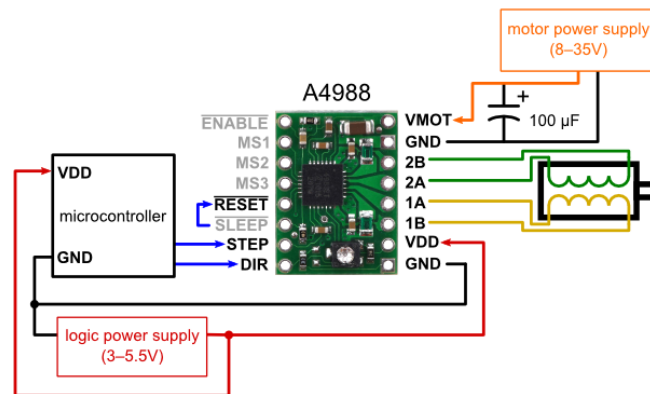 motor power supply
(8–35V)
A4988
+
100 µF
ENABLE
MS1
MS2
MS3
RESET
SLEEP
STEP
DIR
VMOT
GND
2B
2A
1A
1B
VDD
GND
VDD
microcontroller
GND
logic power supply
(3–5.5V)